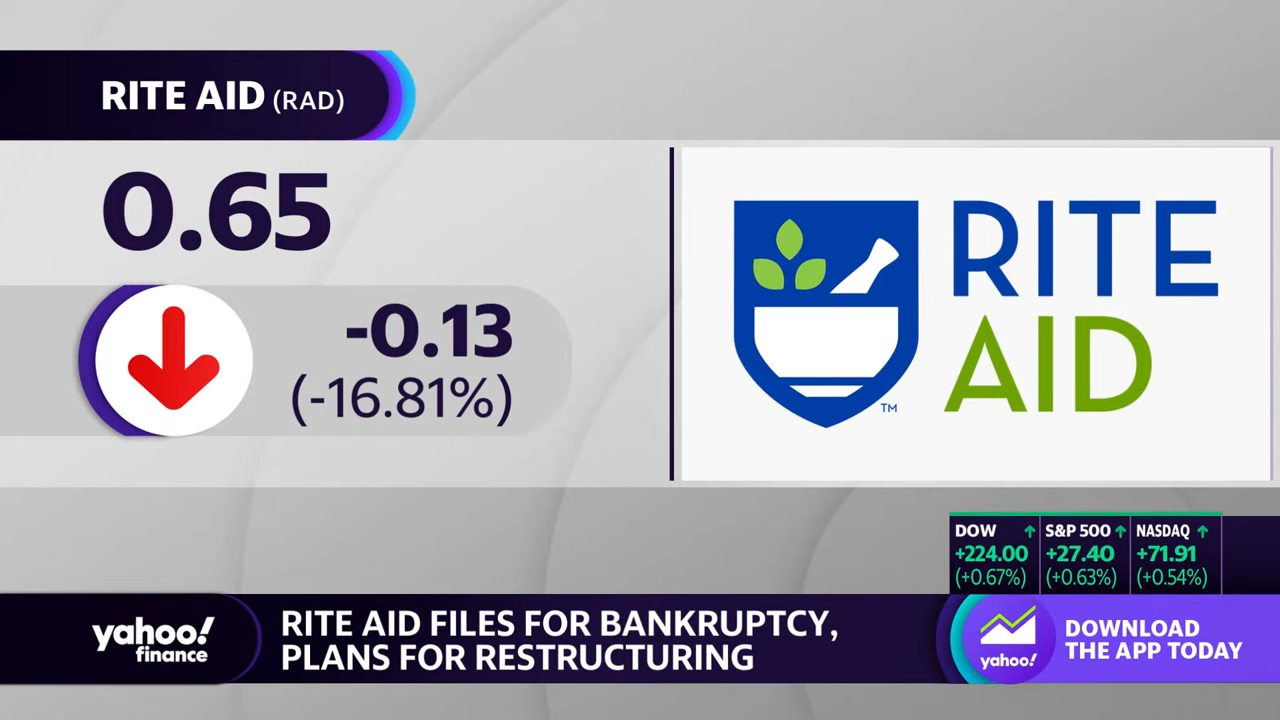 RITE AID (RAD)
0.65
-0.13
(-16.81%)
RITE
AID
TM
DOW
+224.00
(+0.67%)
S&P 500
+27.40
(+0.63%)
NASDAQ
+71.91
(+0.54%)
yahoo!
finance
RITE AID FILES FOR BANKRUPTCY,
PLANS FOR RESTRUCTURING
yahoo!
DOWNLOAD
THE APP TODAY